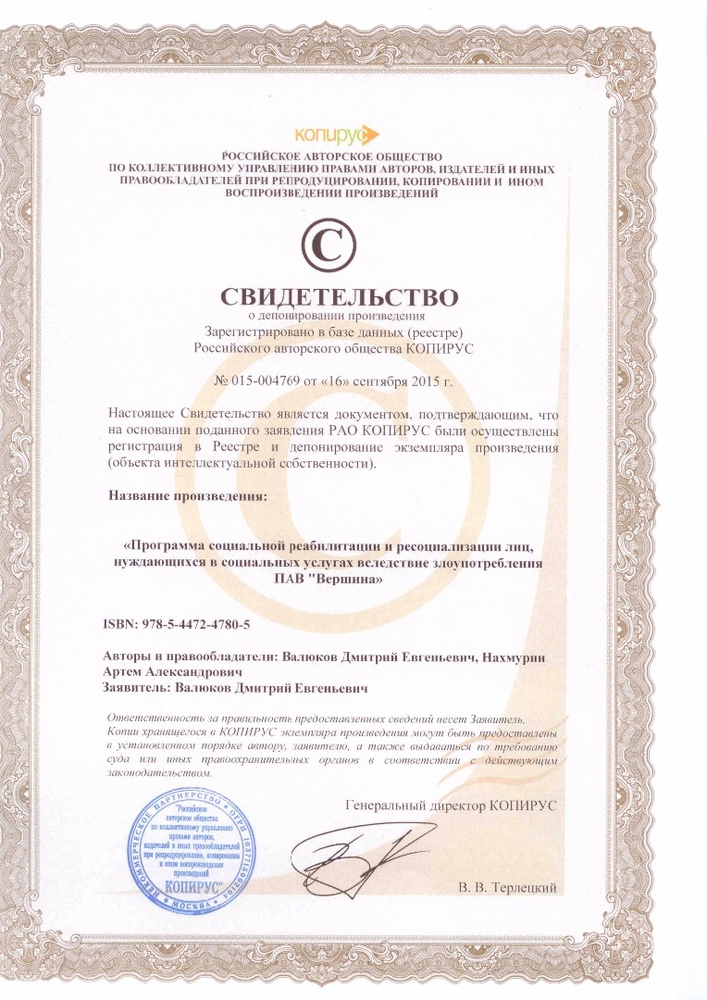 копирус
РОССИЙСКОЕ АВТОРСКОЕ ОБЩЕСТВО
ПО КОЛЛЕКТИВНОМУ УПРАВЛЕНИЮ ПРАВАМИ АВТОРОВ, ИЗДАТЕЛЕЙ И ИНЫХ
ПРАВООБЛАДАТЕЛЕЙ ПРИ РЕПРОДУЦИРОВАНИИ, КОПИРОВАНИИ И ИНОМ
ВОСПРОИЗВЕДЕНИИ ПРОИЗВЕДЕНИЙ
©
СВИДЕТЕЛЬСТВО
о депонировании произведения
Зарегистрировано в базе данных (реестре)
Российского авторского общества КОПИРУС
№ 015-004769 от «16» сентября 2015 г.
Настоящее Свидетельство является документом, подтверждающим, что
на основании поданного заявления РАО КОПИРУС были осуществлены
регистрация в Реестре и депонирование экземпляра произведения
(объекта интеллектуальной собственности).
Название произведения:
«Программа социальной реабилитации и ресоциализации лиц,
нуждающихся в социальных услугах вследствие злоупотребления
ПАВ "Вершина»
ISBN: 978-5-4472-4780-5
Авторы и правообладатели: Валюков Дмитрий Евгеньевич, Нахмурин
Артем Александрович
Заявитель: Валюков Дмитрий Евгеньевич
Ответственность за правильность предоставленных сведений несет Заявитель.
Копии хранящегося в КОПИРУС экземпляра произведения могут быть предоставлены
в установленном порядке автору, заявителю, а также выдаваться по требованию
суда или иных правоохранительных органов в соответствии с действующим
законодательством.
Генеральный директор КОПИРУС
В. В. Терлецкий
НЕКОММЕРЧЕСКОЕ ПАРТНЕРСТВО • ОГРН 1037715002104
• МОСКВА •
"Российское
авторское общество
по коллективному управлению
правами авторов,
издателей и иных правообладателей
при репродуцировании, копировании
и ином воспроизведении
произведений
КОПИРУС"